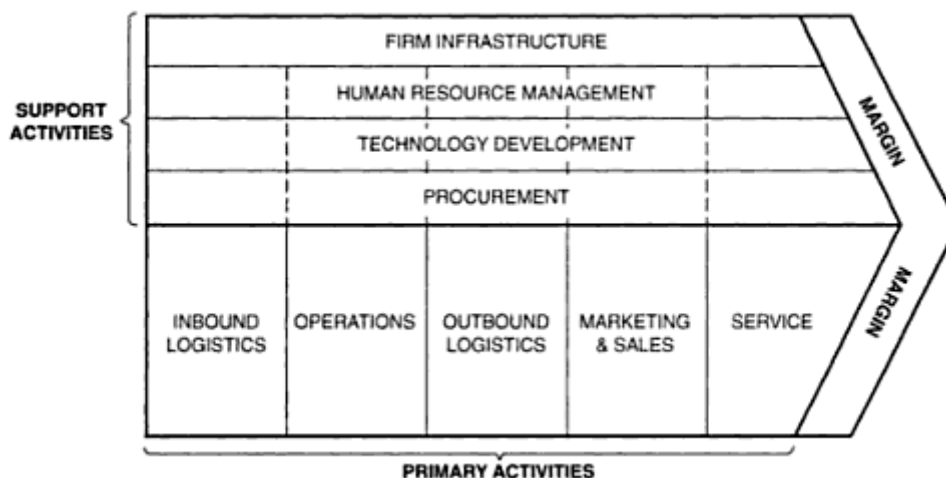 FIRM INFRASTRUCTURE
HUMAN RESOURCE MANAGEMENT
SUPPORT
ACTIVITIES
TECHNOLOGY DEVELOPMENT
PROCUREMENT
MARGIN
INBOUND
LOGISTICS
OPERATIONS
OUTBOUND
LOGISTICS
MARKETING
& SALES
SERVICE
MARGIN
PRIMARY ACTIVITIES